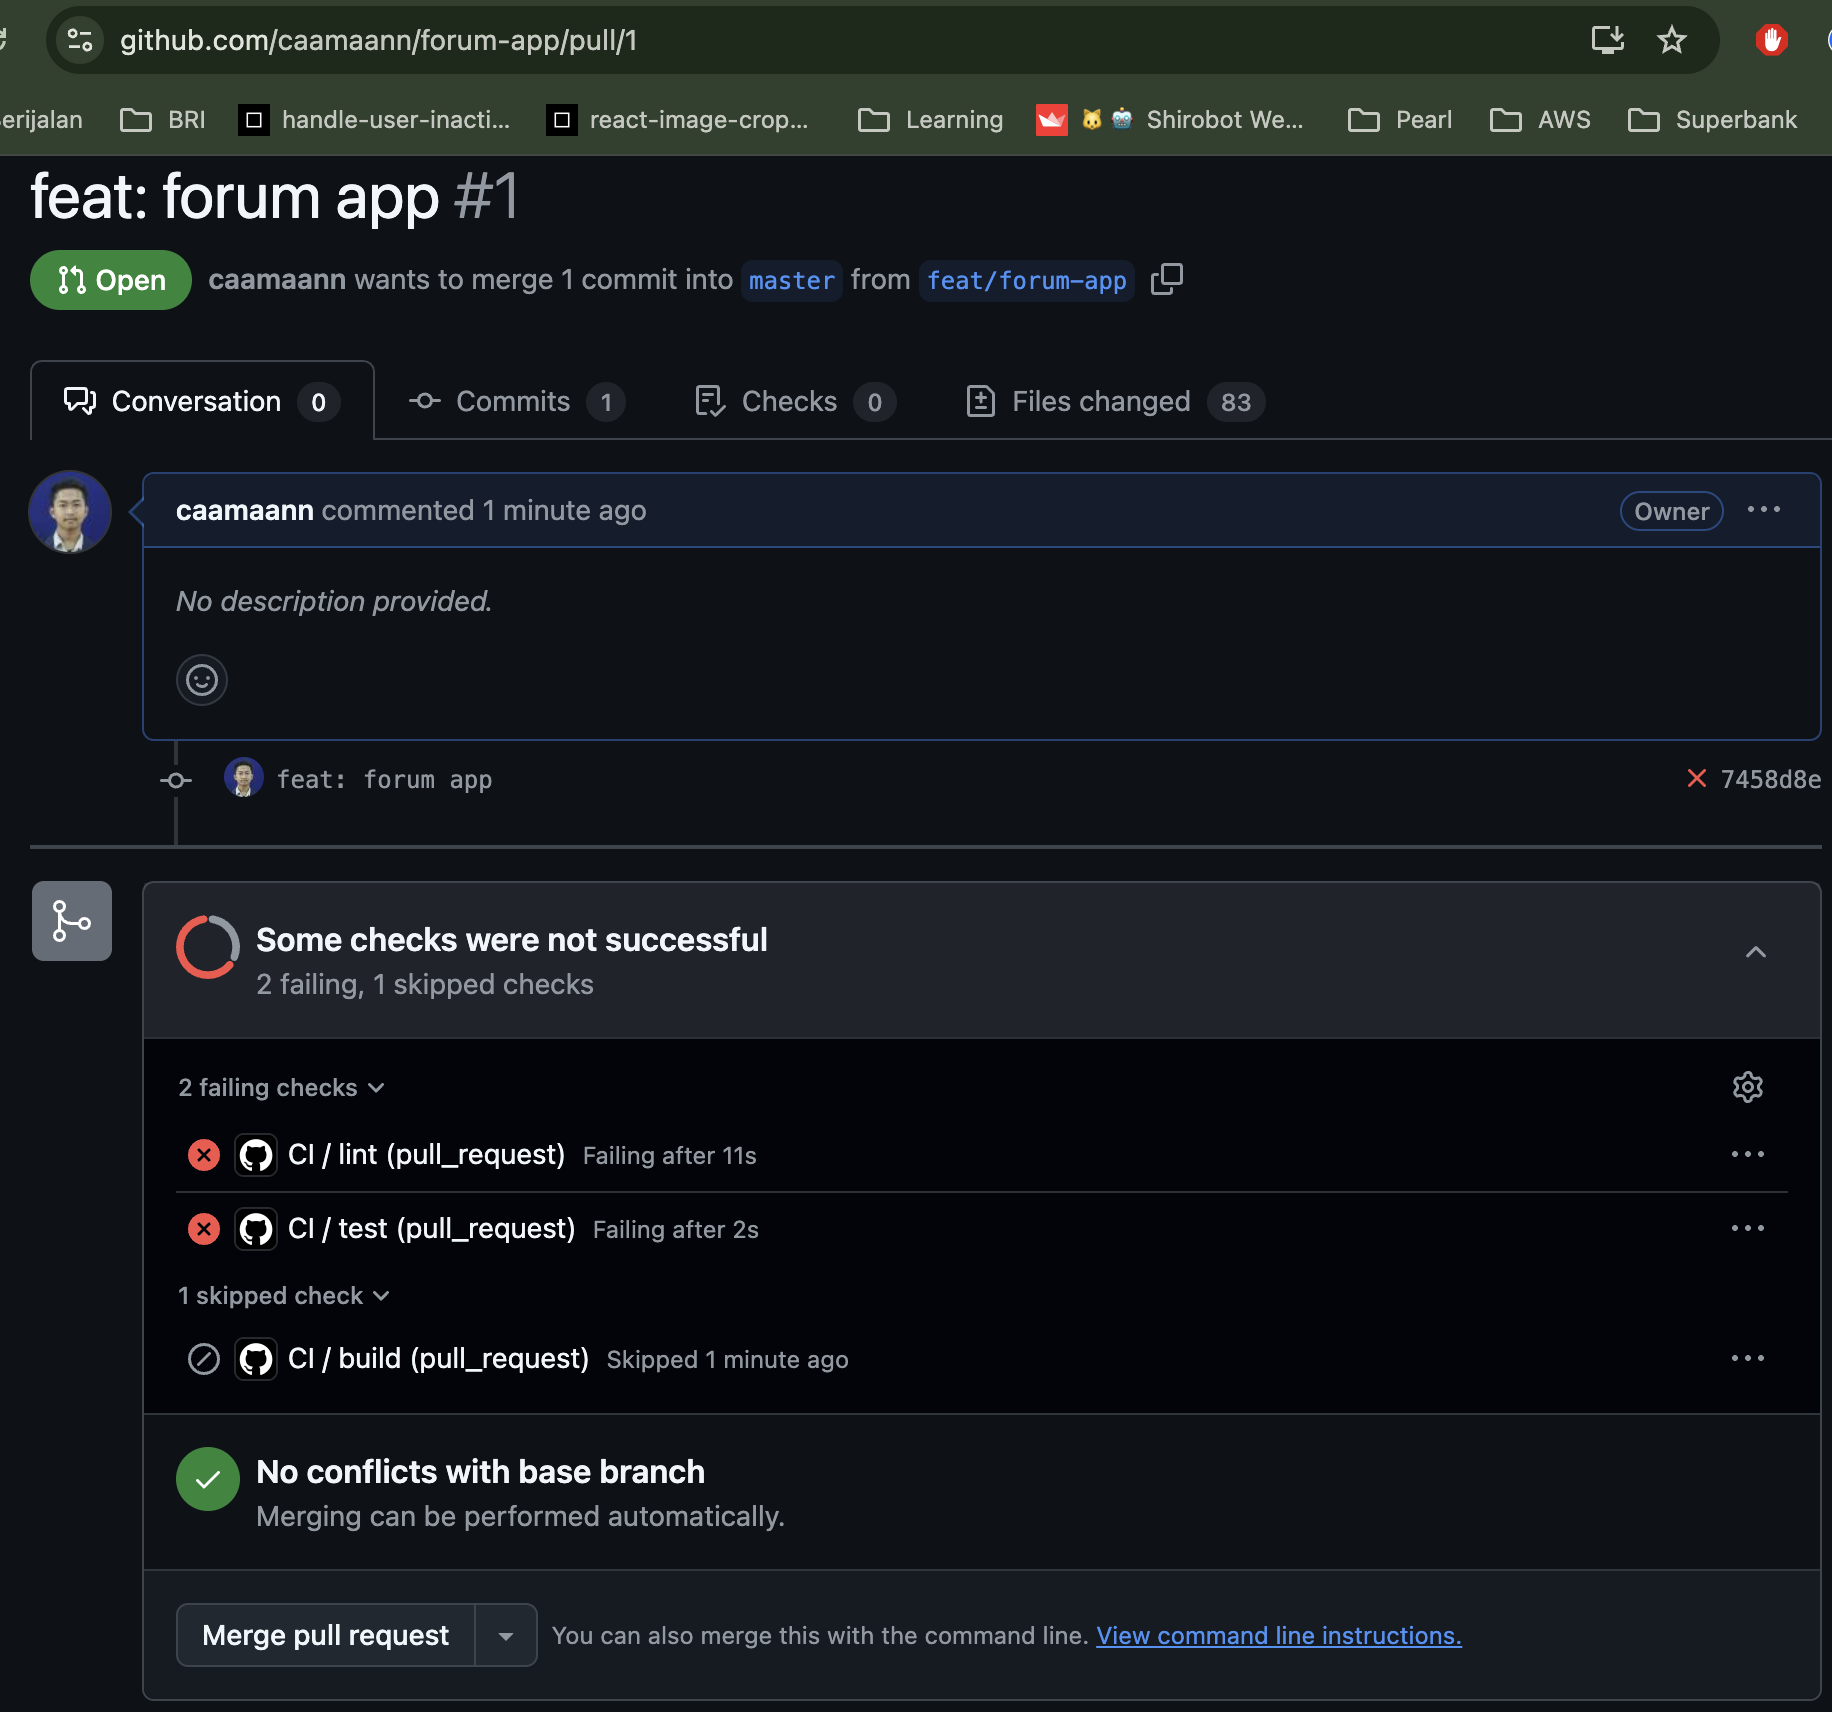 github.com/caamaann/forum-app/pull/1
erijalan BRI handle-user-inacti... react-image-crop... Learning Shirobot We... Pearl AWS Superbank
feat: forum app #1
Open caamaann wants to merge 1 commit into master from feat/forum-app
Conversation 0 Commits 1 Checks 0 Files changed 83
caamaann commented 1 minute ago Owner
No description provided.
feat: forum app 7458d8e
Some checks were not successful
2 failing, 1 skipped checks
2 failing checks
CI / lint (pull_request) Failing after 11s
CI / test (pull_request) Failing after 2s
1 skipped check
CI / build (pull_request) Skipped 1 minute ago
No conflicts with base branch
Merging can be performed automatically.
Merge pull request You can also merge this with the command line. View command line instructions.